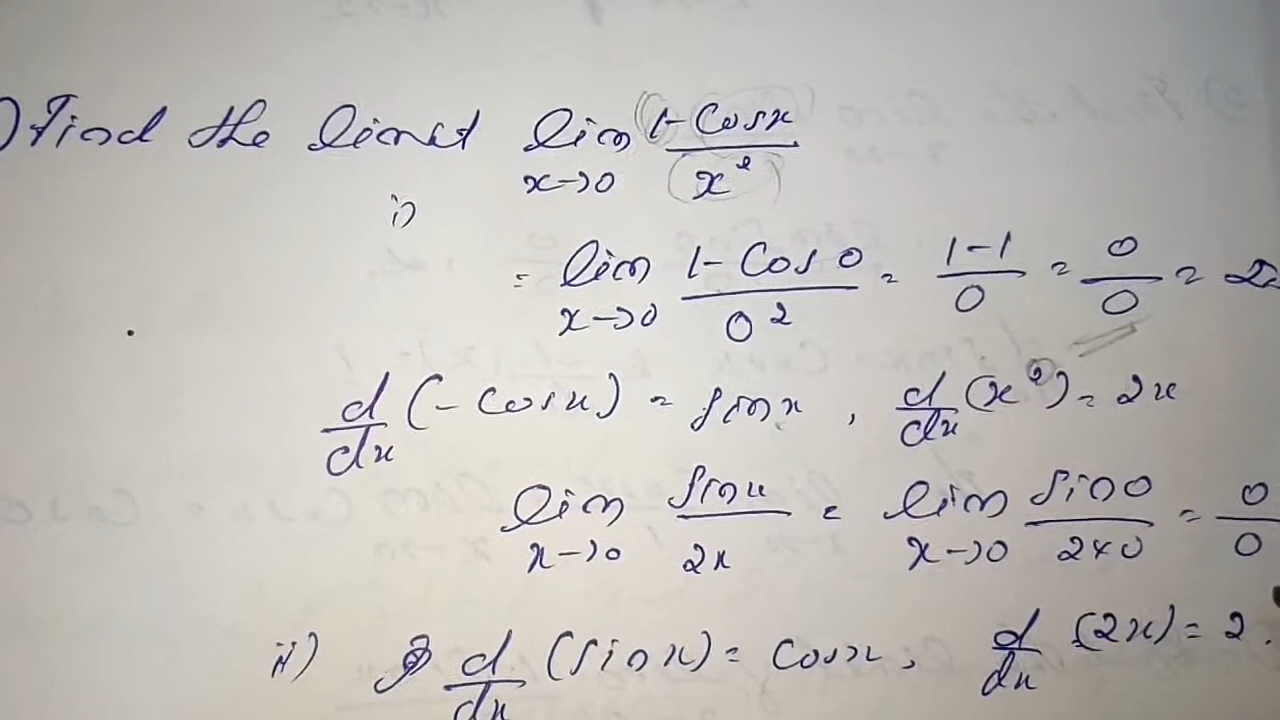 ) Find the limit lim x→0 (1-Cosx)/x²
i)
= lim x→0 (1-Cos0)/0² = (1-1)/0 = 0/0 =
d/dx (-Cosx) = sinx, d/dx (x²) = 2x
lim x→0 sinx/2x = lim x→0 sin0/2×0 = 0/0
ii) d/dx (sinx) = Cosx, d/dx (2x) = 2.